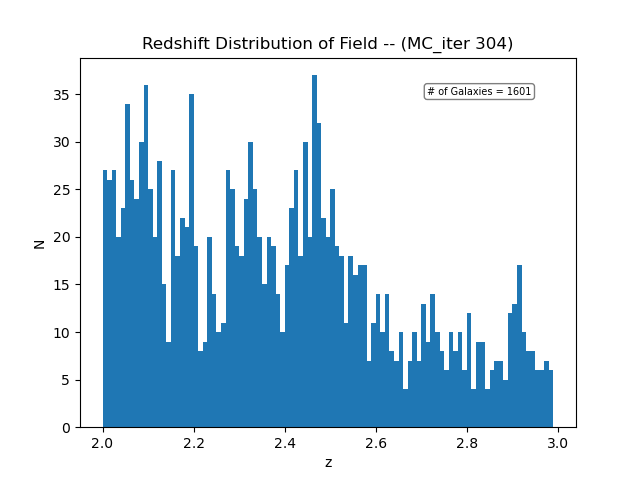 Redshift Distribution of Field -- (MC_iter 304)
# of Galaxies = 1601
35
30
25
20
15
10
5
0
N
2.0 2.2 2.4 2.6 2.8 3.0
z